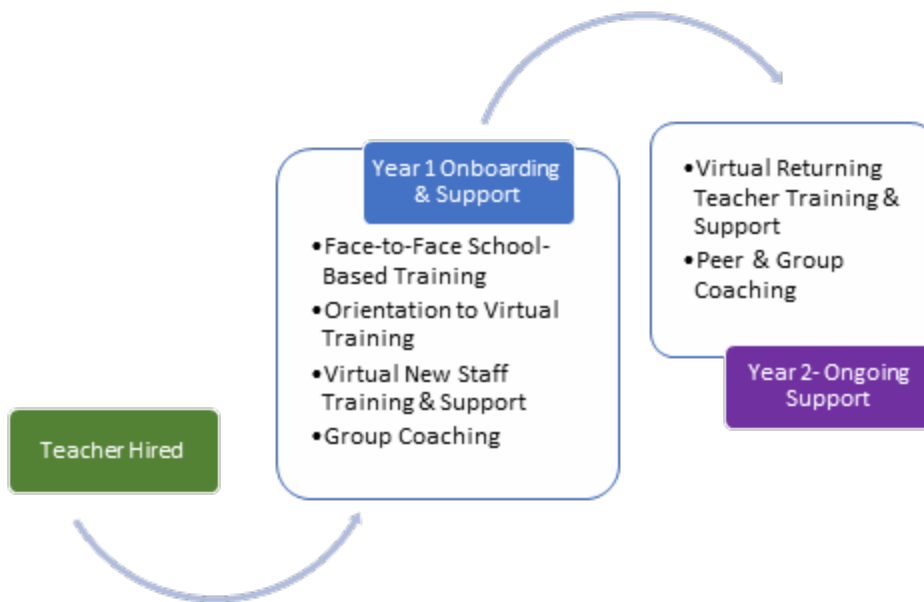 Teacher Hired
Year 1 Onboarding
& Support
•Face-to-Face School-
Based Training
•Orientation to Virtual
Training
•Virtual New Staff
Training & Support
•Group Coaching
•Virtual Returning
Teacher Training &
Support
•Peer & Group
Coaching
Year 2- Ongoing
Support